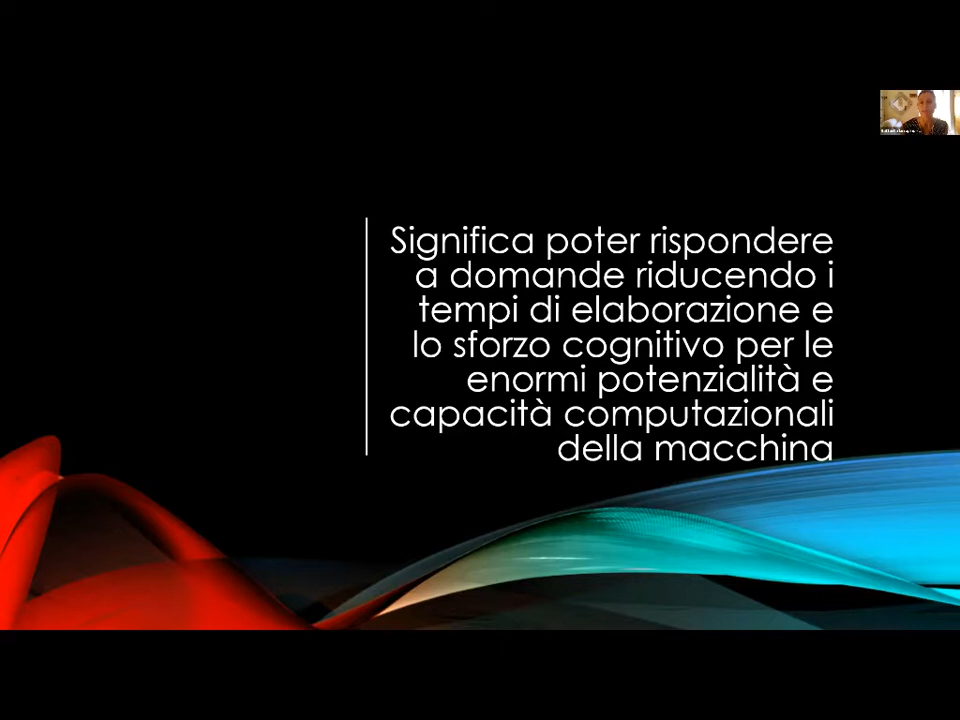 Significa poter rispondere
a domande riducendo i
tempi di elaborazione e
lo sforzo cognitivo per le
enormi potenzialità e
capacità computazionali
della macchina